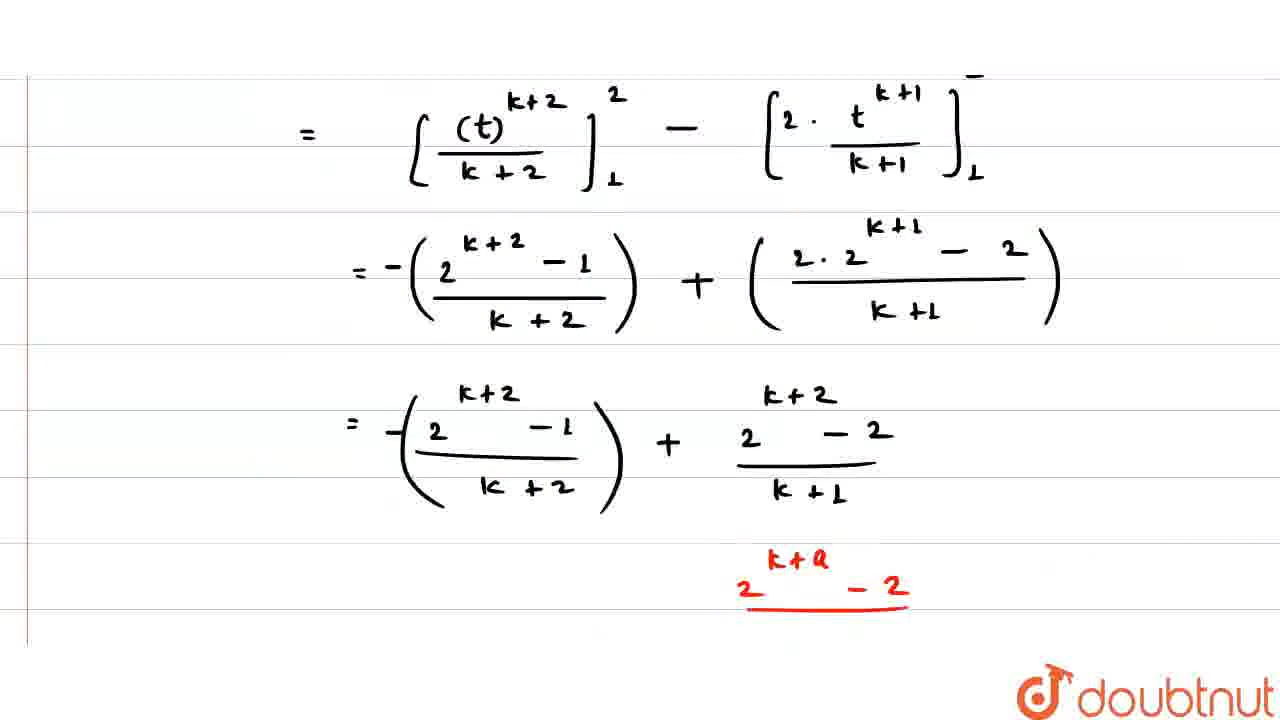 = [ (t)^{k+2} / (k+2) ]_1^2 - [ 2 · t^{k+1} / (k+1) ]_1
= -( (2^{k+2} - 1) / (k+2) ) + ( (2 · 2^{k+1} - 2) / (k+1) )
= -( (2^{k+2} - 1) / (k+2) ) + (2^{k+2} - 2) / (k+1)
2^{k+a} - 2
doubtnut